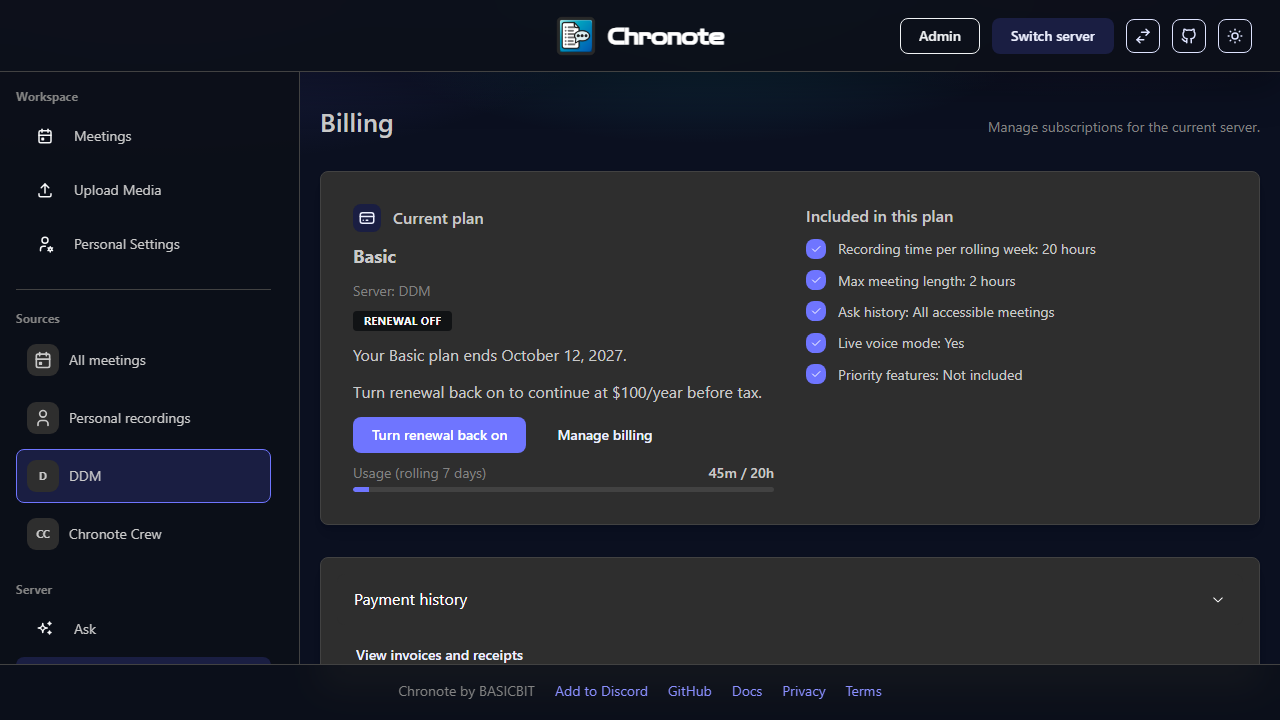 Chronote
Admin
Switch server
Workspace
Meetings
Upload Media
Personal Settings
Sources
All meetings
Personal recordings
D
DDM
CC
Chronote Crew
Server
Ask
Billing
Manage subscriptions for the current server.
Current plan
Basic
Server: DDM
RENEWAL OFF
Your Basic plan ends October 12, 2027.
Turn renewal back on to continue at $100/year before tax.
Turn renewal back on
Manage billing
Usage (rolling 7 days)
45m / 20h
Included in this plan
Recording time per rolling week: 20 hours
Max meeting length: 2 hours
Ask history: All accessible meetings
Live voice mode: Yes
Priority features: Not included
Payment history
View invoices and receipts
Chronote by BASICBIT
Add to Discord
GitHub
Docs
Privacy
Terms